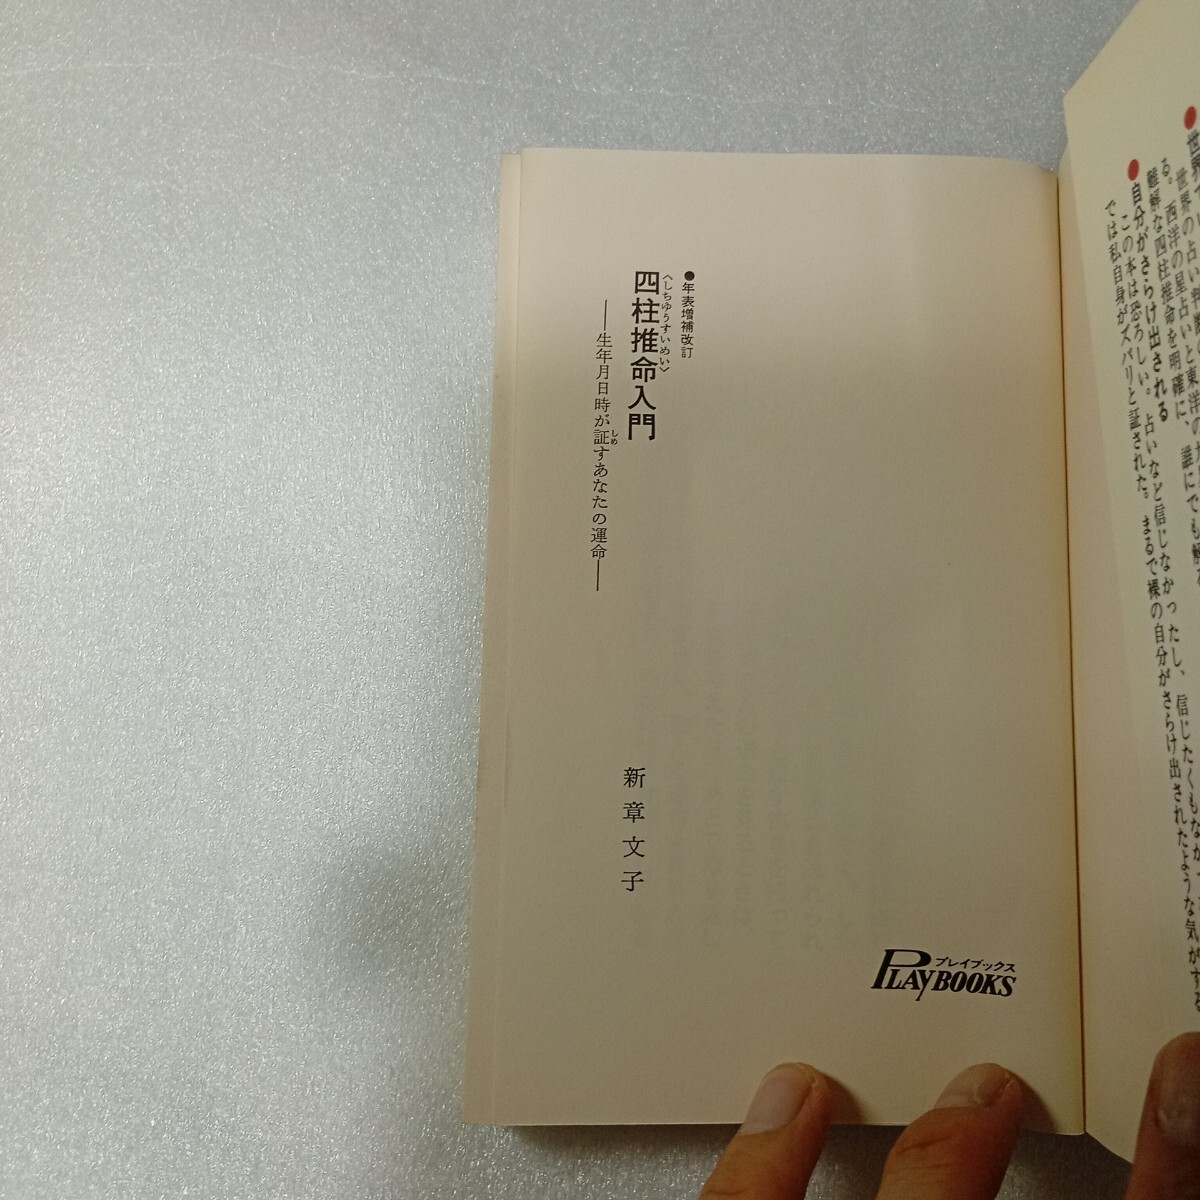 ●世界
世界の占い
る。西洋の星占いと東洋の
難解な四柱推命を明確に、誰にでも解
●自分がさらけ出される
この本は恐ろしい。占いなど信じなかったし、信じたくもなか
では私自身がズバリと証された。まるで裸の自分がさらけ出されたような気がする
●年表増補改訂
〈しちゅうすいめい〉
四柱推命入門
――生年月日時が証すあなたの運命――
しめ
新章文子
プレイブックス
PLAYBOOKS